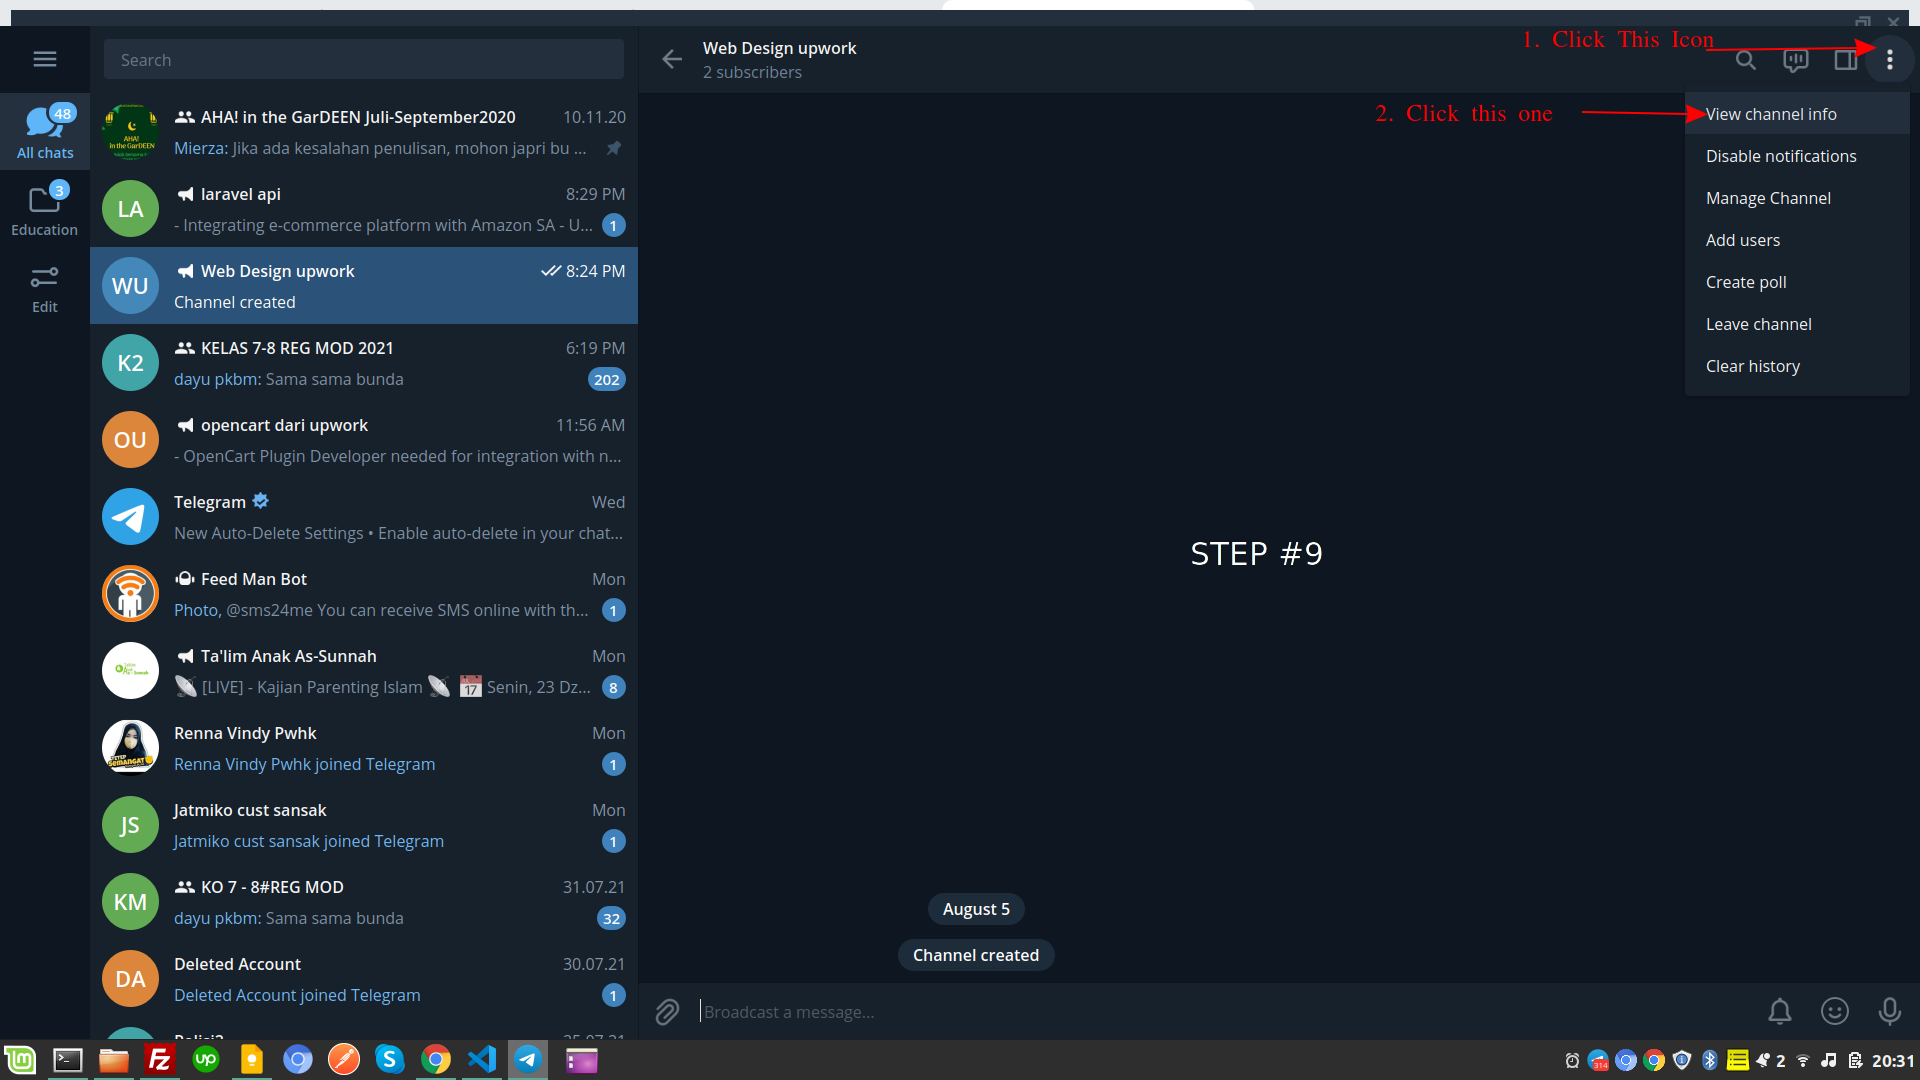 Search
48
All chats
3
Education
Edit
AHA! in the GarDEEN Juli-September2020 10.11.20
Mierza: Jika ada kesalahan penulisan, mohon japri bu ...
AHA!
in the GarDEEN
LA
laravel api 8:29 PM
- Integrating e-commerce platform with Amazon SA - U... 1
WU
Web Design upwork 8:24 PM
Channel created
K2
KELAS 7-8 REG MOD 2021 6:19 PM
dayu pkbm: Sama sama bunda 202
OU
opencart dari upwork 11:56 AM
- OpenCart Plugin Developer needed for integration with n...
Telegram Wed
New Auto-Delete Settings • Enable auto-delete in your chat...
Feed Man Bot Mon
Photo, @sms24me You can receive SMS online with th... 1
Ta'lim Anak As-Sunnah Mon
[LIVE] - Kajian Parenting Islam 17 Senin, 23 Dz... 8
Renna Vindy Pwhk Mon
Renna Vindy Pwhk joined Telegram 1
SEMANGAT
JS
Jatmiko cust sansak Mon
Jatmiko cust sansak joined Telegram 1
KM
KO 7 - 8#REG MOD 31.07.21
dayu pkbm: Sama sama bunda 32
DA
Deleted Account 30.07.21
Deleted Account joined Telegram 1
Web Design upwork
2 subscribers
1. Click This Icon
2. Click this one
View channel info
Disable notifications
Manage Channel
Add users
Create poll
Leave channel
Clear history
STEP #9
August 5
Channel created
Broadcast a message...
Fz
up
S
314
2
20:31